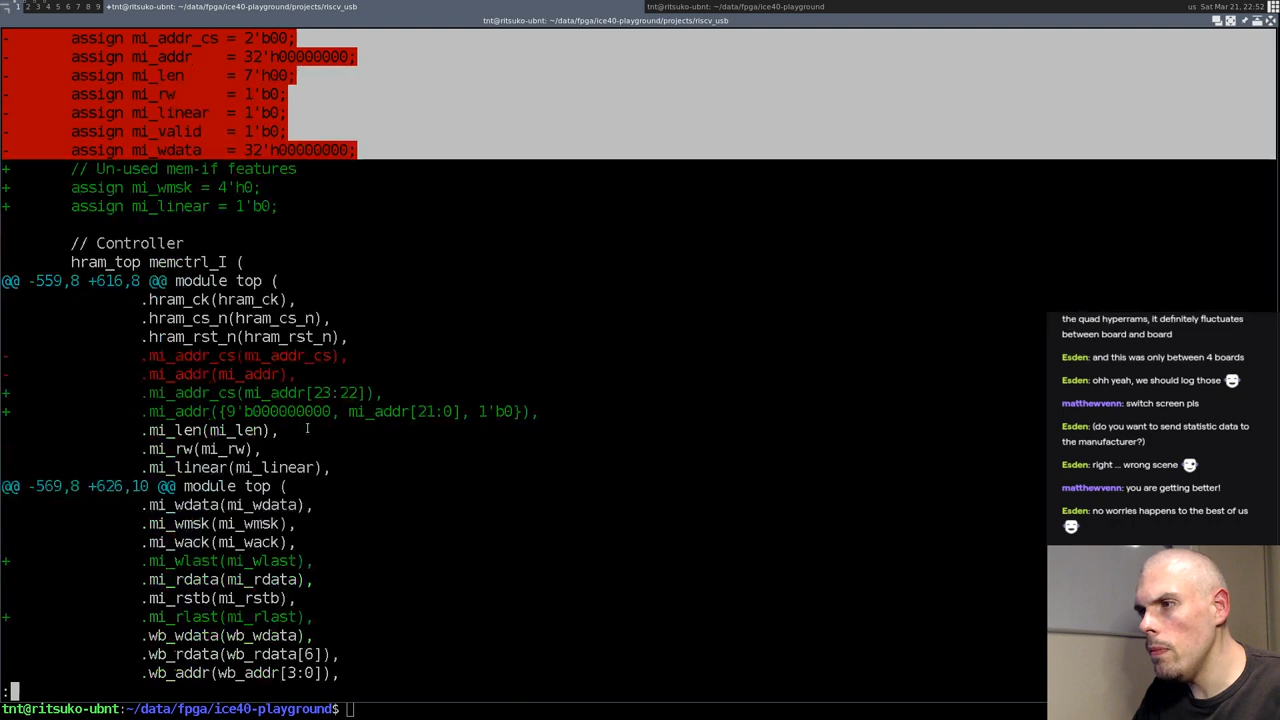 1 2 3 4 5 6 7 8 9 tnt@ritsuko-ubnt: ~/data/fpga/ice40-playground/projects/riscv_usb tnt@ritsuko-ubnt: ~/data/fpga/ice40-playground us Sat Mar 21, 22:52
tnt@ritsuko-ubnt: ~/data/fpga/ice40-playground/projects/riscv_usb
- assign mi_addr_cs = 2'b00;
- assign mi_addr = 32'h00000000;
- assign mi_len = 7'h00;
- assign mi_rw = 1'b0;
- assign mi_linear = 1'b0;
- assign mi_valid = 1'b0;
- assign mi_wdata = 32'h00000000;
+ // Un-used mem-if features
+ assign mi_wmsk = 4'h0;
+ assign mi_linear = 1'b0;
// Controller
hram_top memctrl_I (
@@ -559,8 +616,8 @@ module top (
.hram_ck(hram_ck),
.hram_cs_n(hram_cs_n),
.hram_rst_n(hram_rst_n),
- .mi_addr_cs(mi_addr_cs),
- .mi_addr(mi_addr),
+ .mi_addr_cs(mi_addr[23:22]),
+ .mi_addr({9'b000000000, mi_addr[21:0], 1'b0}),
.mi_len(mi_len),
.mi_rw(mi_rw),
.mi_linear(mi_linear),
@@ -569,8 +626,10 @@ module top (
.mi_wdata(mi_wdata),
.mi_wmsk(mi_wmsk),
.mi_wack(mi_wack),
+ .mi_wlast(mi_wlast),
.mi_rdata(mi_rdata),
.mi_rstb(mi_rstb),
+ .mi_rlast(mi_rlast),
.wb_wdata(wb_wdata),
.wb_rdata(wb_rdata[6]),
.wb_addr(wb_addr[3:0]),
:
tnt@ritsuko-ubnt:~/data/fpga/ice40-playground$
the quad hyperrams, it definitely fluctuates
between board and board
Esden: and this was only between 4 boards
Esden: ohh yeah, we should log those
matthewvenn: switch screen pls
Esden: (do you want to send statistic data to
the manufacturer?)
Esden: right ... wrong scene
matthewvenn: you are getting better!
Esden: no worries happens to the best of us